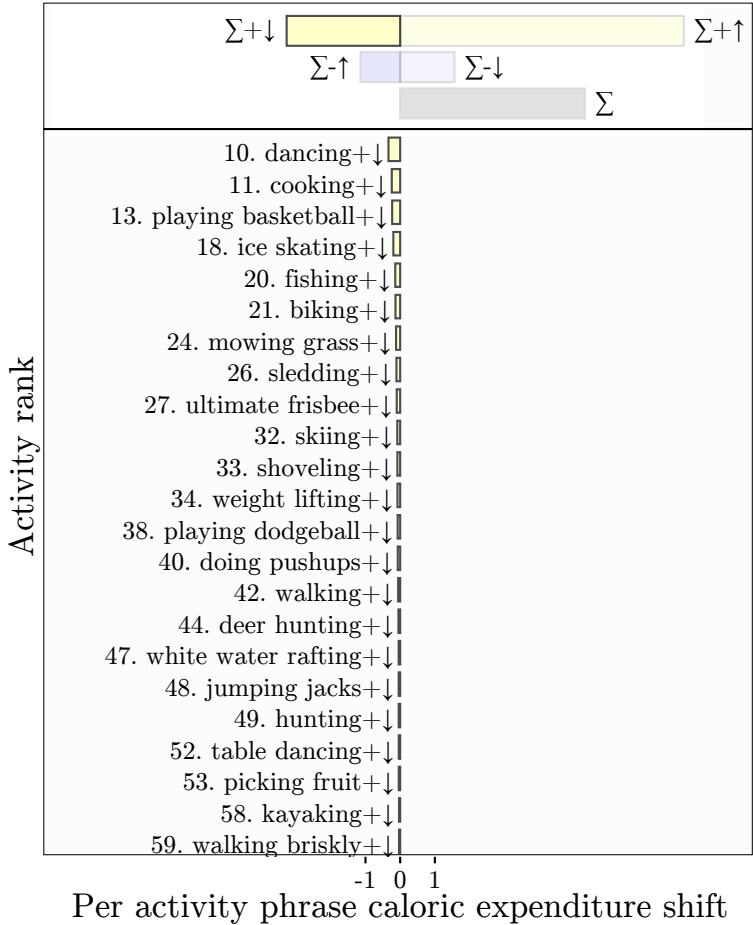 ∑+↓ ∑+↑
∑-↑ ∑-↓
∑
10. dancing+↓
11. cooking+↓
13. playing basketball+↓
18. ice skating+↓
20. fishing+↓
21. biking+↓
24. mowing grass+↓
26. sledding+↓
27. ultimate frisbee+↓
32. skiing+↓
33. shoveling+↓
34. weight lifting+↓
38. playing dodgeball+↓
40. doing pushups+↓
42. walking+↓
44. deer hunting+↓
47. white water rafting+↓
48. jumping jacks+↓
49. hunting+↓
52. table dancing+↓
53. picking fruit+↓
58. kayaking+↓
59. walking briskly+↓
Activity rank
-1 0 1
Per activity phrase caloric expenditure shift